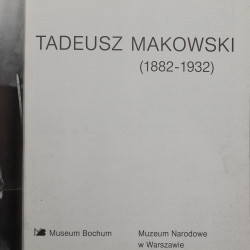 TADEUSZ MAKOWSKI
(1882-1932)
Museum Bochum
Muzeum Narodowe
w Warszawie